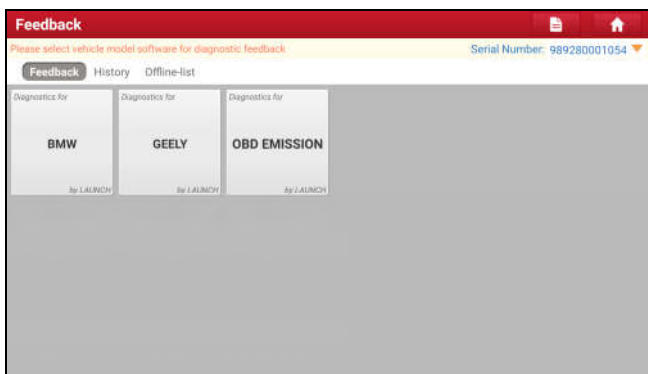 Feedback
Please select vehicle model software for diagnostic feedback
Serial Number: 989280001054
Feedback History Offline-list
Diagnostics for Diagnostics for Diagnostics for
BMW GEELY OBD EMISSION
by LAUNCH by LAUNCH by LAUNCH